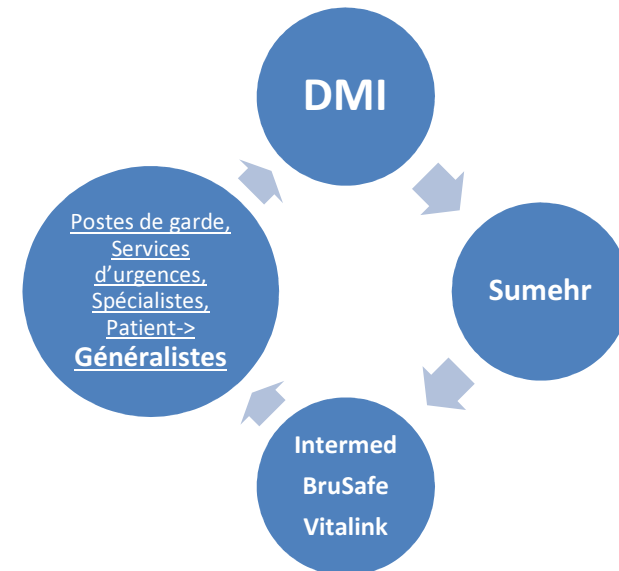 DMI
Sumehr
Intermed
BruSafe
Vitalink
Postes de garde,
Services
d’urgences,
Spécialistes,
Patient->
Généralistes